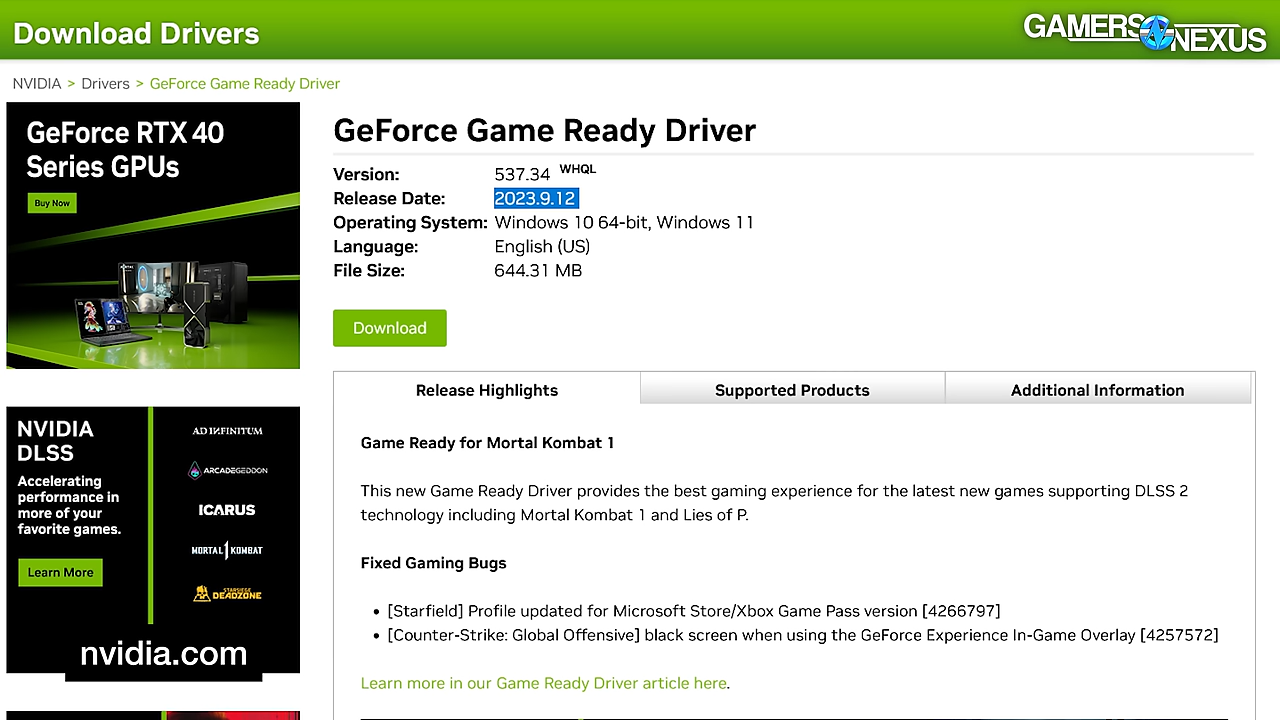 Download Drivers
GAMERS NEXUS
NVIDIA > Drivers > GeForce Game Ready Driver
GeForce RTX 40
Series GPUs
Buy Now
GeForce Game Ready Driver
Version: 537.34 WHQL
Release Date: 2023.9.12
Operating System: Windows 10 64-bit, Windows 11
Language: English (US)
File Size: 644.31 MB
Download
Release Highlights Supported Products Additional Information
Game Ready for Mortal Kombat 1
This new Game Ready Driver provides the best gaming experience for the latest new games supporting DLSS 2
technology including Mortal Kombat 1 and Lies of P.
Fixed Gaming Bugs
• [Starfield] Profile updated for Microsoft Store/Xbox Game Pass version [4266797]
• [Counter-Strike: Global Offensive] black screen when using the GeForce Experience In-Game Overlay [4257572]
Learn more in our Game Ready Driver article here.
NVIDIA
DLSS
Accelerating
performance in
more of your
favorite games.
Learn More
AD INFINITUM
ARCADEGEDDON
ICARUS
MORTAL KOMBAT 1
STARSIEGE
DEADZONE
nvidia.com